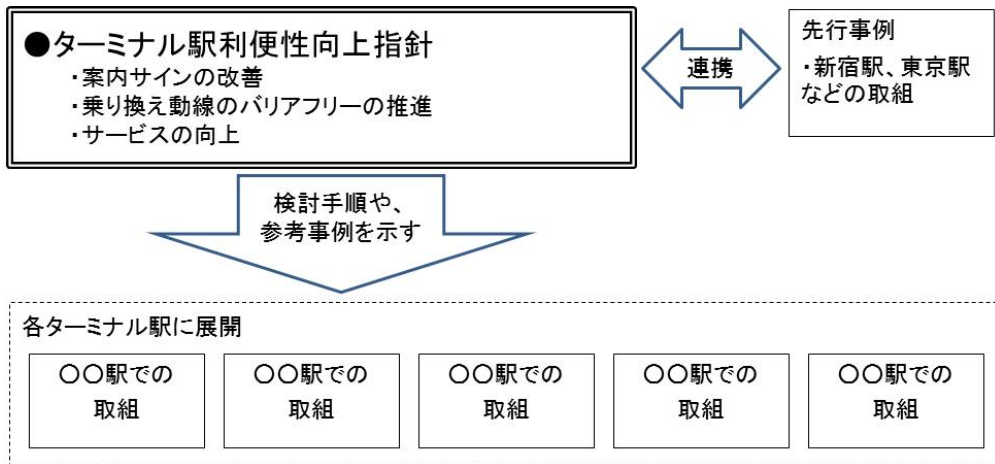 ●ターミナル駅利便性向上指針
・案内サインの改善
・乗り換え動線のバリアフリーの推進
・サービスの向上
連携
先行事例
・新宿駅、東京駅
などの取組
検討手順や、
参考事例を示す
各ターミナル駅に展開
〇〇駅での
取組
〇〇駅での
取組
〇〇駅での
取組
〇〇駅での
取組
〇〇駅での
取組